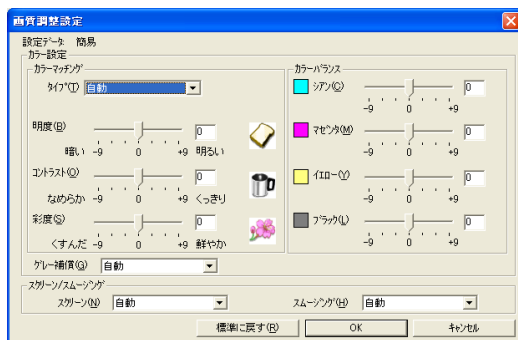 画質調整設定
設定データ: 簡易
カラー設定
カラーマッチング
タイプ(T) 自動
明度(B) 0
暗い -9 0 +9 明るい
コントラスト(O) 0
なめらか -9 0 +9 くっきり
彩度(S) 0
くすんだ -9 0 +9 鮮やか
グレー補償(G) 自動
カラーバランス
シアン(C) 0
-9 0 +9
マゼンタ(M) 0
-9 0 +9
イエロー(Y) 0
-9 0 +9
ブラック(L) 0
-9 0 +9
スクリーン/スムージング
スクリーン(N) 自動 スムージング(H) 自動
標準に戻す(R) OK キャンセル